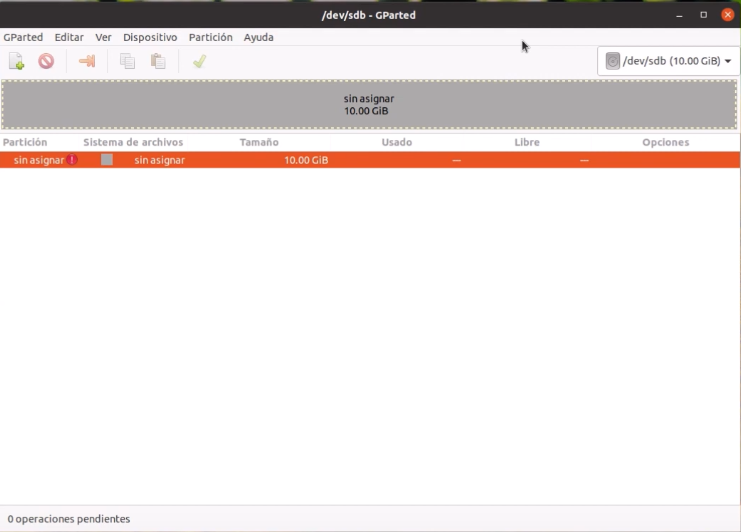 /dev/sdb - GParted
GParted Editar Ver Dispositivo Partición Ayuda
/dev/sdb (10.00 GiB)
sin asignar
10.00 GiB
Partición Sistema de archivos Tamaño Usado Libre Opciones
sin asignar ! sin asignar 10.00 GiB — —
0 operaciones pendientes